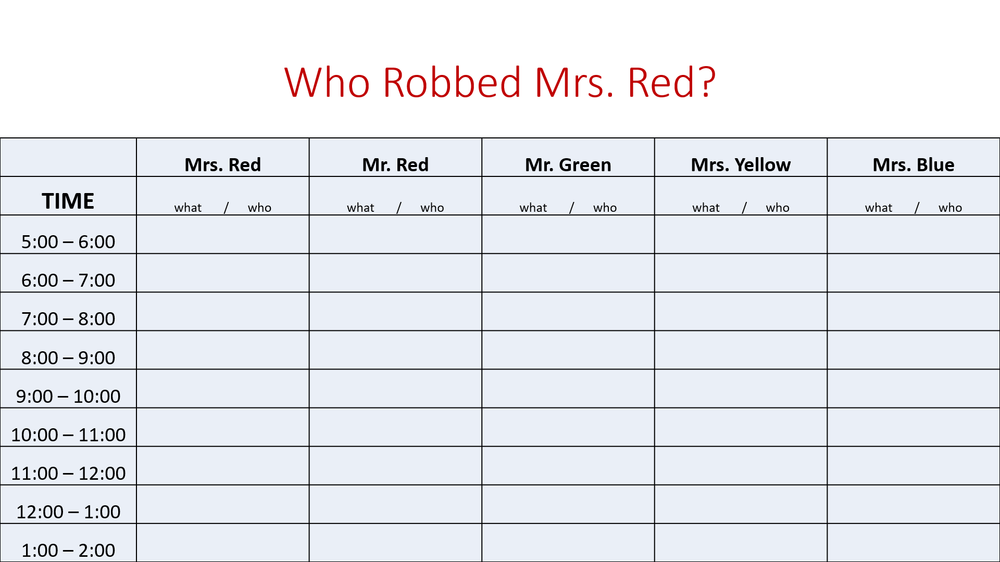 Who Robbed Mrs. Red?
Mrs. Red Mr. Red Mr. Green Mrs. Yellow Mrs. Blue
TIME what / who what / who what / who what / who what / who
5:00 – 6:00
6:00 – 7:00
7:00 – 8:00
8:00 – 9:00
9:00 – 10:00
10:00 – 11:00
11:00 – 12:00
12:00 – 1:00
1:00 – 2:00